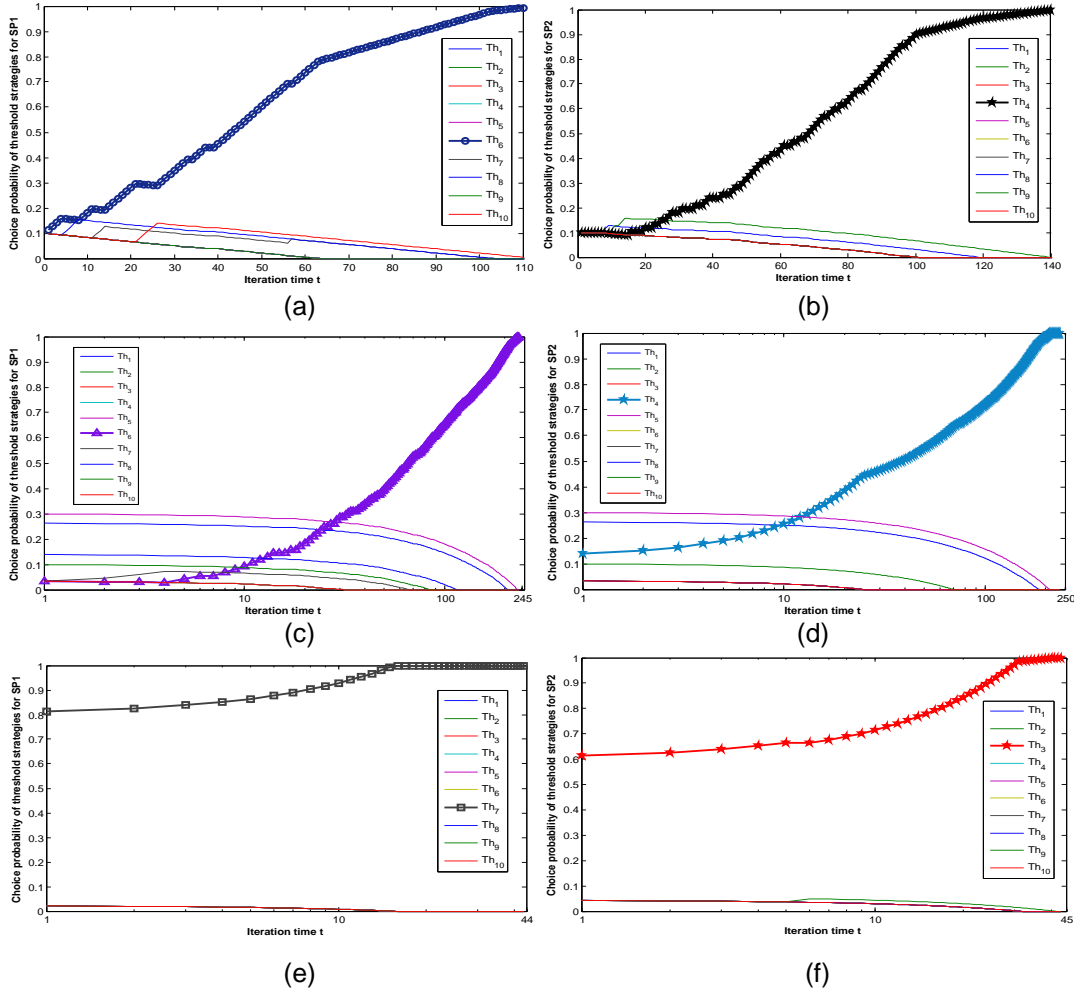 Choice probability of threshold strategies for SP1
1
0.9
0.8
0.7
0.6
0.5
0.4
0.3
0.2
0.1
0
Th1
Th2
Th3
Th4
Th5
Th6
Th7
Th8
Th9
Th10
0 10 20 30 40 50 60 70 80 90 100 110
Iteration time t
(a)
Choice probability of threshold strategies for SP2
1
0.9
0.8
0.7
0.6
0.5
0.4
0.3
0.2
0.1
0
Th1
Th2
Th3
Th4
Th5
Th6
Th7
Th8
Th9
Th10
0 20 40 60 80 100 120 140
Iteration time t
(b)
Choice probability of threshold strategies for SP1
1
0.9
0.8
0.7
0.6
0.5
0.4
0.3
0.2
0.1
0
Th1
Th2
Th3
Th4
Th5
Th6
Th7
Th8
Th9
Th10
1 10 100 245
Iteration time t
(c)
Choice probability of threshold strategies for SP2
1
0.9
0.8
0.7
0.6
0.5
0.4
0.3
0.2
0.1
0
Th1
Th2
Th3
Th4
Th5
Th6
Th7
Th8
Th9
Th10
1 10 100 250
Iteration time t
(d)
Choice probability of threshold strategies for SP1
1
0.9
0.8
0.7
0.6
0.5
0.4
0.3
0.2
0.1
0
Th1
Th2
Th3
Th4
Th5
Th6
Th7
Th8
Th9
Th10
1 10 44
Iteration time t
(e)
Choice probability of threshold strategies for SP2
1
0.9
0.8
0.7
0.6
0.5
0.4
0.3
0.2
0.1
0
Th1
Th2
Th3
Th4
Th5
Th6
Th7
Th8
Th9
Th10
1 10 45
Iteration time t
(f)